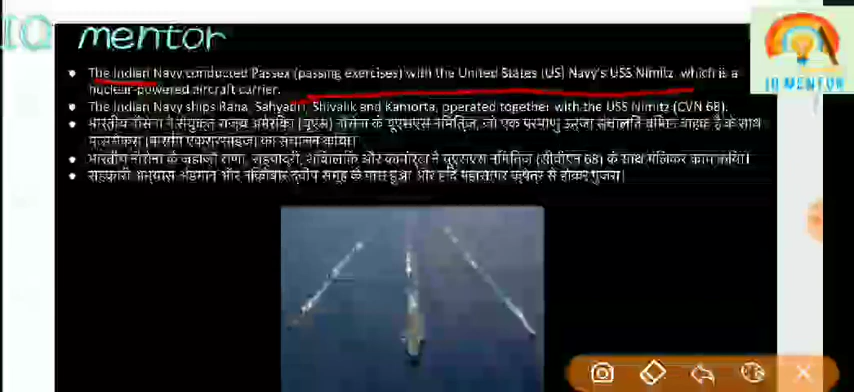 IQ mentor
IQ MENTOR
The Indian Navy conducted Passex (passing exercises) with the United States (US) Navy's USS Nimitz, which is a
nuclear-powered aircraft carrier.
The Indian Navy ships Rana, Sahyadri, Shivalik and Kamorta, operated together with the USS Nimitz (CVN 68).
भारतीय नौसेना ने संयुक्त राज्य अमेरिका (यूएस) नौसेना के यूएसएस निमित्ज, जो एक परमाणु ऊर्जा संचालित विमान वाहक है के साथ
का संचालन किया।
भारतीय नौसेना के जहाजों राणा, सहयाद्री, और कामोर्ता ने यूएसएस (सीवीएन 68) के साथ मिलकर काम किया।
सहकारी अभ्यास अंडमान और निकोबार द्वीप समूह के पास हुआ और हिंद महासागर क्षेत्र से होकर गुजरा।